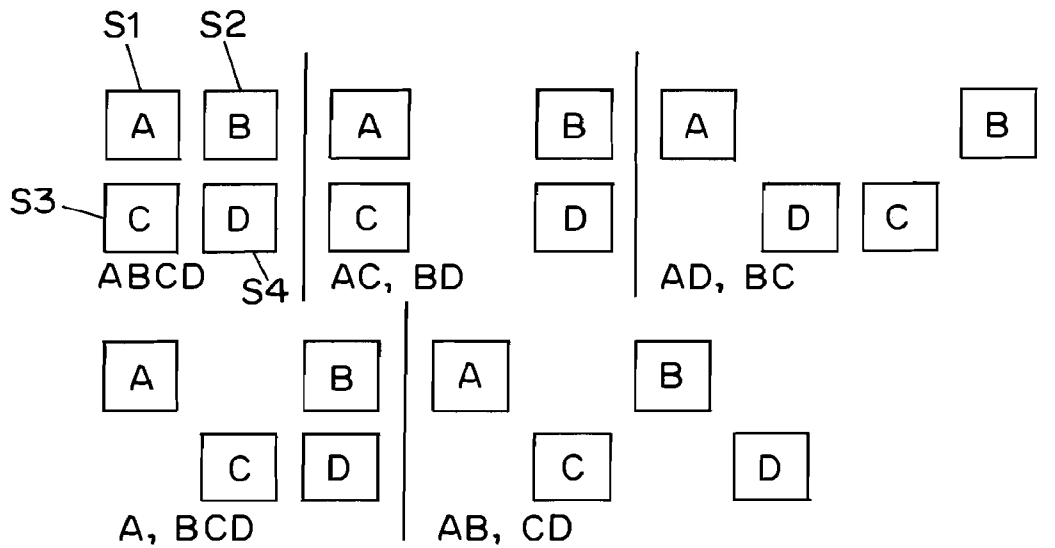 S1 S2
A B A B A B
S3 C D C D D C
ABCD S4 AC, BD AD, BC
A B A B
C D C D
A, BCD AB, CD